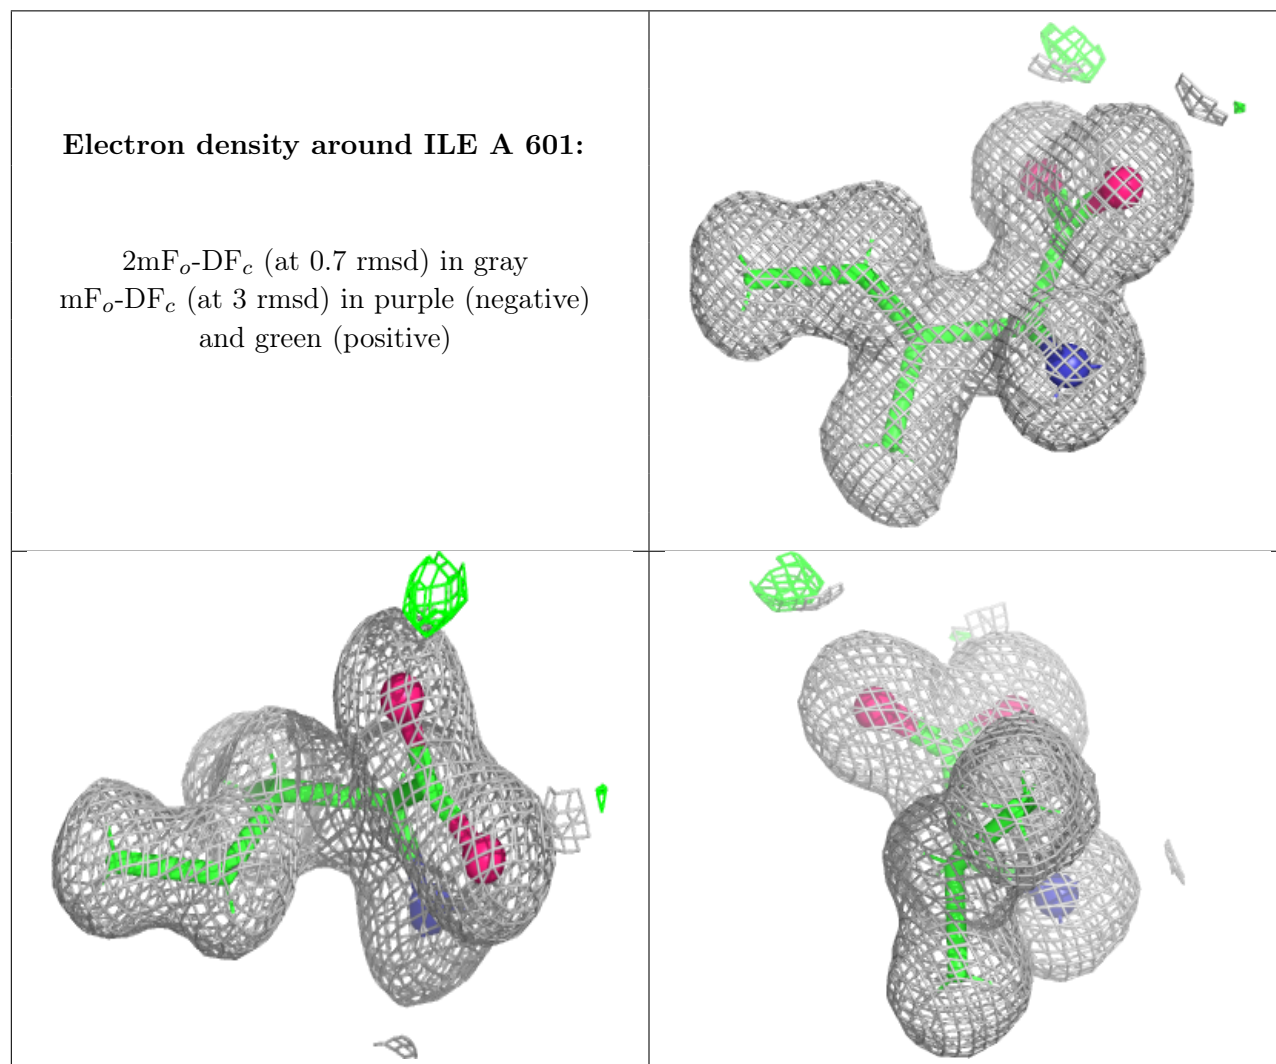 Electron density around ILE A 601:
2mFo-DFc (at 0.7 rmsd) in gray
mFo-DFc (at 3 rmsd) in purple (negative)
and green (positive)